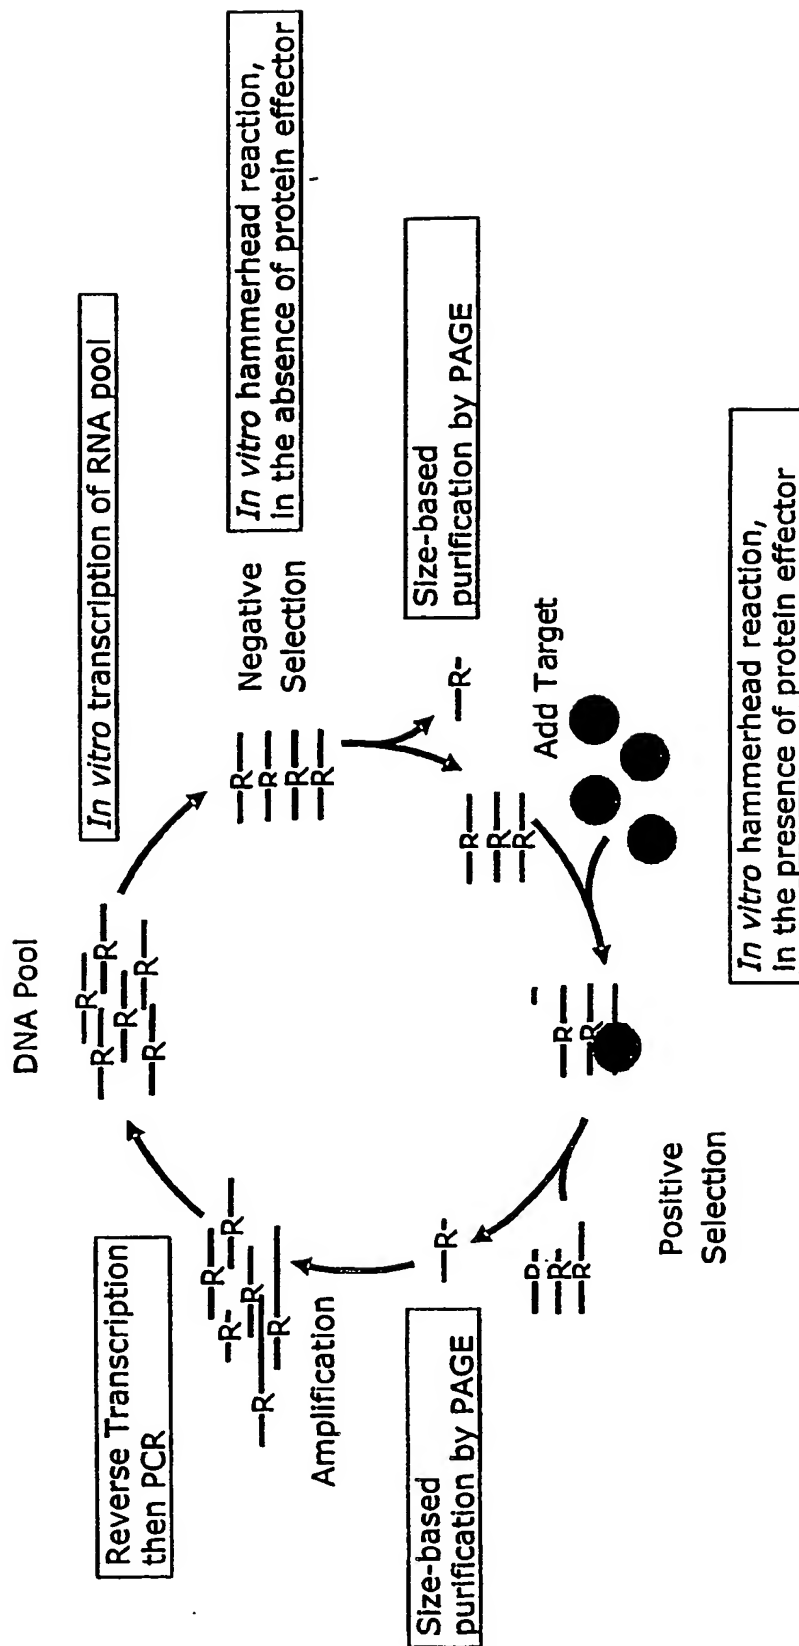 DNA Pool
In vitro transcription of RNA pool
Reverse Transcription
then PCR
—R—
—R—
—R—
—R—
—R—
—R—
—R—
Negative
Selection
In vitro hammerhead reaction,
in the absence of protein effector
—R—
—R—
—R—
—R—
Size-based
purification by PAGE
—R-
Add Target
—R—
—R—
—R—
In vitro hammerhead reaction,
in the presence of protein effector
—R—
—R
Positive
Selection
—R-
—R—
—R-
Size-based
purification by PAGE
Amplification
—R—
—R—
-R-
—R—
—R—
—R—